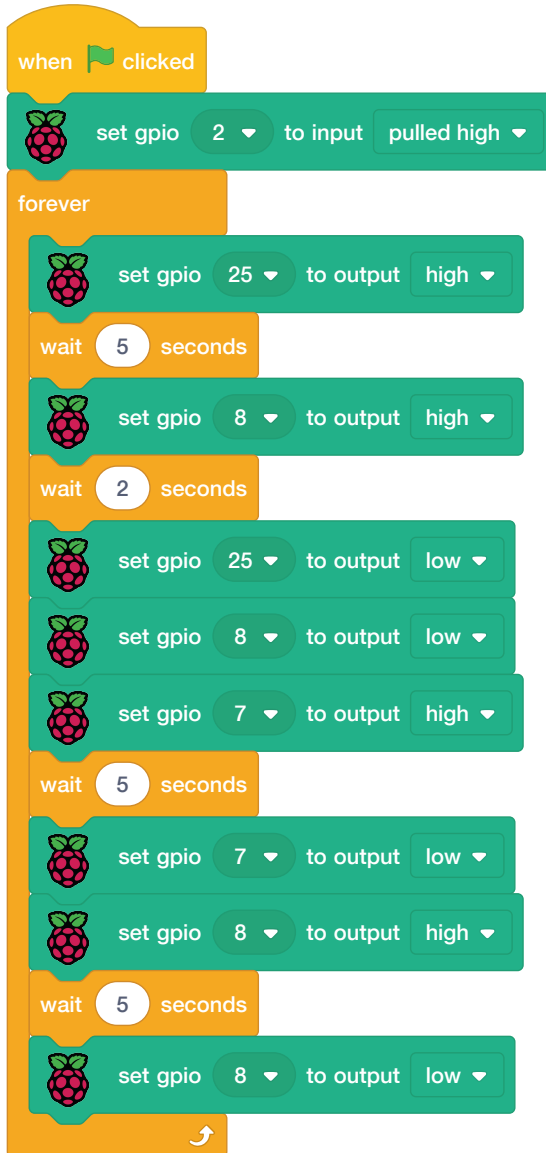 when clicked
set gpio 2 to input pulled high
forever
set gpio 25 to output high
wait 5 seconds
set gpio 8 to output high
wait 2 seconds
set gpio 25 to output low
set gpio 8 to output low
set gpio 7 to output high
wait 5 seconds
set gpio 7 to output low
set gpio 8 to output high
wait 5 seconds
set gpio 8 to output low